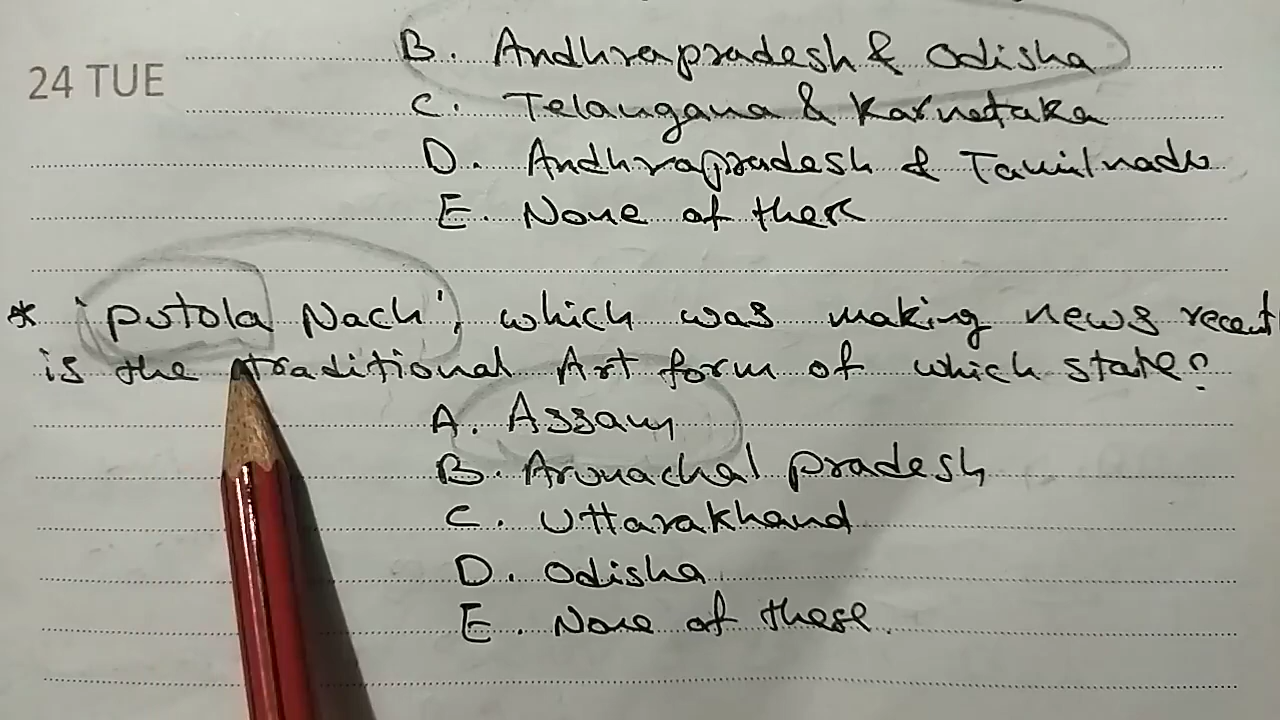 B. Andhrapradesh & Odisha
24 TUE
C. Telangana & Karnataka
D. Andhrapradesh & Tamilnadu
E. None of these
* 'putola Nach', which was making news recent
is the traditional Art form of which state?
A. Assam
B. Arunachal pradesh
C. Uttarakhand
D. Odisha
E. None of these.